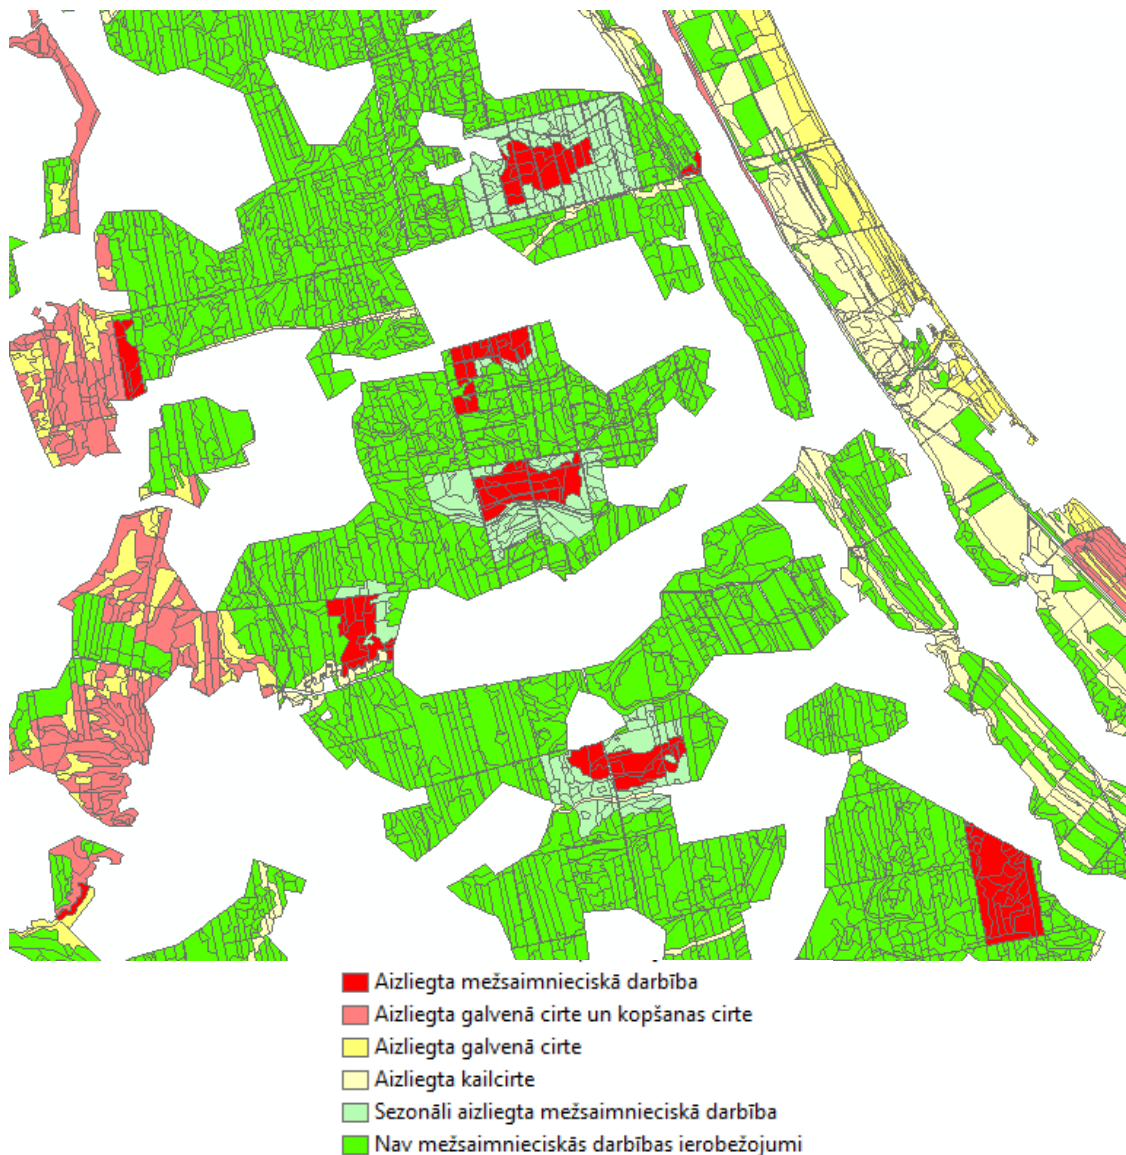 Aizliegta mežsaimnieciskā darbība
Aizliegta galvenā cirte un kopšanas cirte
Aizliegta galvenā cirte
Aizliegta kailcirte
Sezonāli aizliegta mežsaimnieciskā darbība
Nav mežsaimnieciskās darbības ierobežojumi